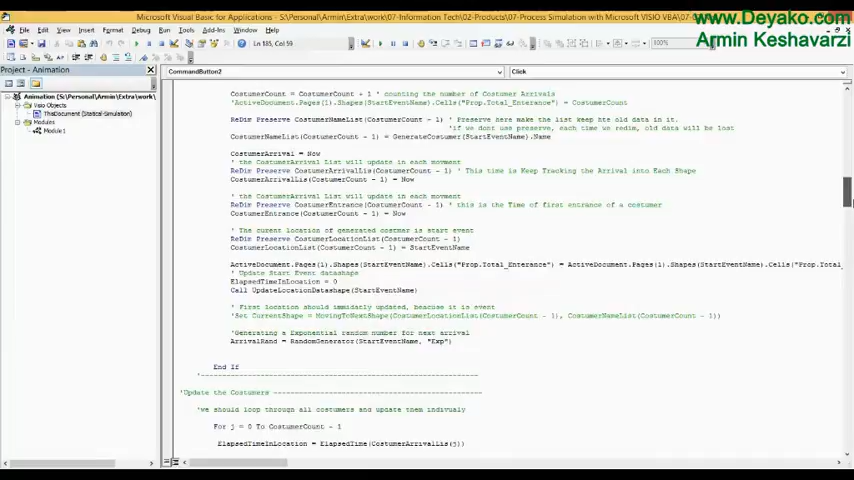 Microsoft Visual Basic for Applications - S:\Personal\Armin\Extra\work\07-Information Tech\02-Products\07-Process Simulation with Microsoft VISIO VBA\07-
www.Deyako.com
Armin Keshavarzi
File Edit View Insert Format Debug Run Tools Add-Ins Window Help
Ln 185, Col 59
100%
Project - Animation
Animation (S:\Personal\Armin\Extra\work\
Visio Objects
ThisDocument (Statical-Simulation)
Modules
Module1
CommandButton2
Click
CostumerCount = CostumerCount + 1 ' counting the number of Costumer Arrivals
'ActiveDocument.Pages(1).Shapes(StartEventName).Cells("Prop.Total_Enterance") = CostumerCount
ReDim Preserve CostumerNameList(CostumerCount - 1) ' Preserve here make the list keep hte old data in it.
'if we dont use preserve, each time we redim, old data will be lost
CostumerNameList(CostumerCount - 1) = GenerateCostumer(StartEventName).Name
CostumerArrival = Now
' the CostumerArrival List will update in each movment
ReDim Preserve CostumerArrivalLis(CostumerCount - 1) ' This time is Keep Tracking the Arrival into Each Shape
CostumerArrivalLis(CostumerCount - 1) = Now
' the CostumerArrival List will update in each movment
ReDim Preserve CostumerEntrance(CostumerCount - 1) ' this is the Time of first entrance of a costumer
CostumerEntrance(CostumerCount - 1) = Now
' The current location of generated costmer is start event
ReDim Preserve CostumerLocationList(CostumerCount - 1)
CostumerLocationList(CostumerCount - 1) = StartEventName
ActiveDocument.Pages(1).Shapes(StartEventName).Cells("Prop.Total_Enterance") = ActiveDocument.Pages(1).Shapes(StartEventName).Cells("Prop.Total_
' Update Start Event datashape
ElapsedTimeInLocation = 0
Call UpdateLocationDatashape(StartEventName)
' First location should immidatly updated, beacuse it is event
'Set CurrentShape = MovingToNextShape(CostumerLocationList(CostumerCount - 1), CostumerNameList(CostumerCount - 1))
'Generating a Exponential random number for next arrival
ArrivalRand = RandomGenerator(StartEventName, "Exp")
End If
'----------------------------------------------------------------
'Update the Costumers ------------------------------------------------
'we should loop through all costumers and update them indivualy
For j = 0 To CostumerCount - 1
ElapsedTimeInLocation = ElapsedTime(CostumerArrivalLis(j))